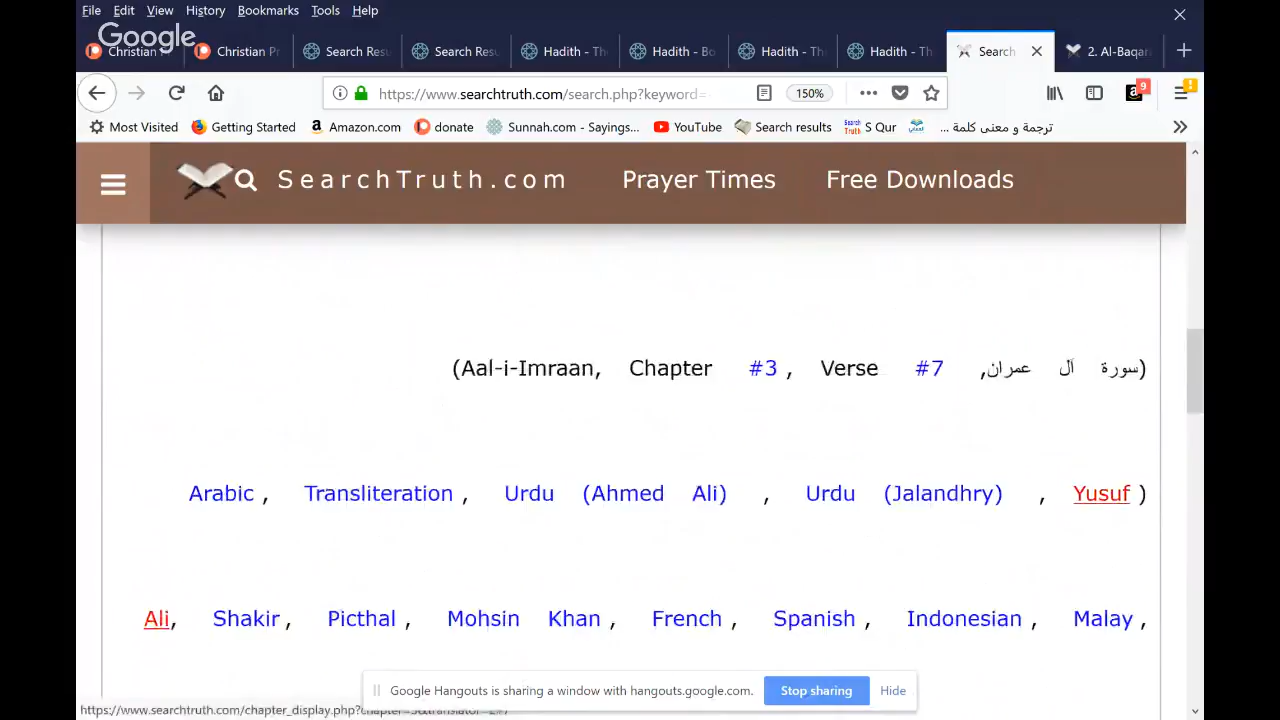 File Edit View History Bookmarks Tools Help
Google
Christian Christian Pr Search Resu Search Resu Hadith - The Hadith - Bo Hadith - Th Hadith - Th Search 2. Al-Baqara
https://www.searchtruth.com/search.php?keyword= 150% 9
Most Visited Getting Started Amazon.com donate Sunnah.com - Sayings... YouTube Search results S Qur ترجمة و معنى كلمة ...
SearchTruth.com Prayer Times Free Downloads
(Aal-i-Imraan, Chapter #3 , Verse #7 سورة آل عمران,)
Arabic , Transliteration , Urdu (Ahmed Ali) , Urdu (Jalandhry) , Yusuf )
Ali, Shakir , Picthal , Mohsin Khan , French , Spanish , Indonesian , Malay ,
Google Hangouts is sharing a window with hangouts.google.com. Stop sharing Hide